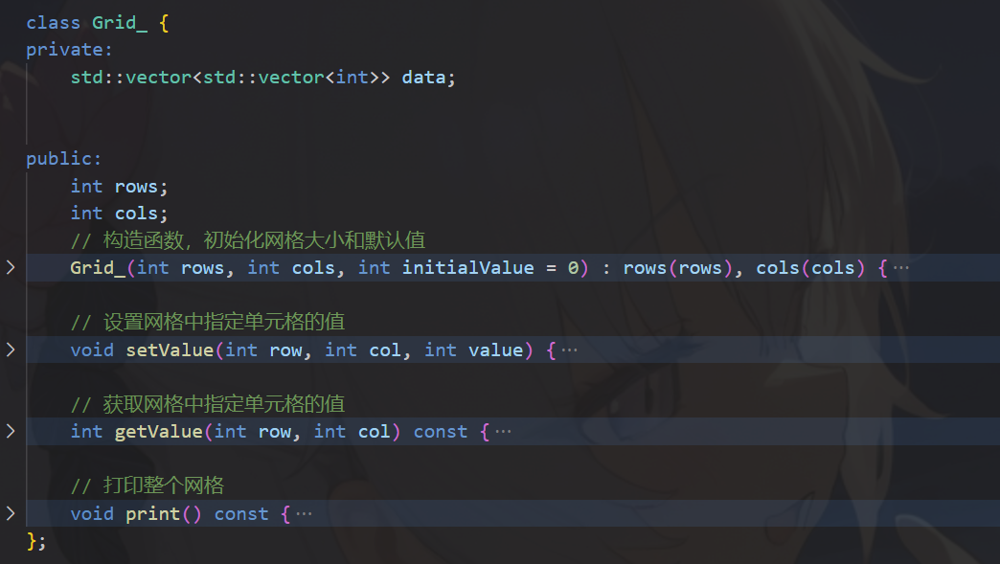 class Grid_ {
private:
    std::vector<std::vector<int>> data;
public:
    int rows;
    int cols;
    // 构造函数，初始化网格大小和默认值
    Grid_(int rows, int cols, int initialValue = 0) : rows(rows), cols(cols) {···
    // 设置网格中指定单元格的值
    void setValue(int row, int col, int value) {···
    // 获取网格中指定单元格的值
    int getValue(int row, int col) const {···
    // 打印整个网格
    void print() const {···
};